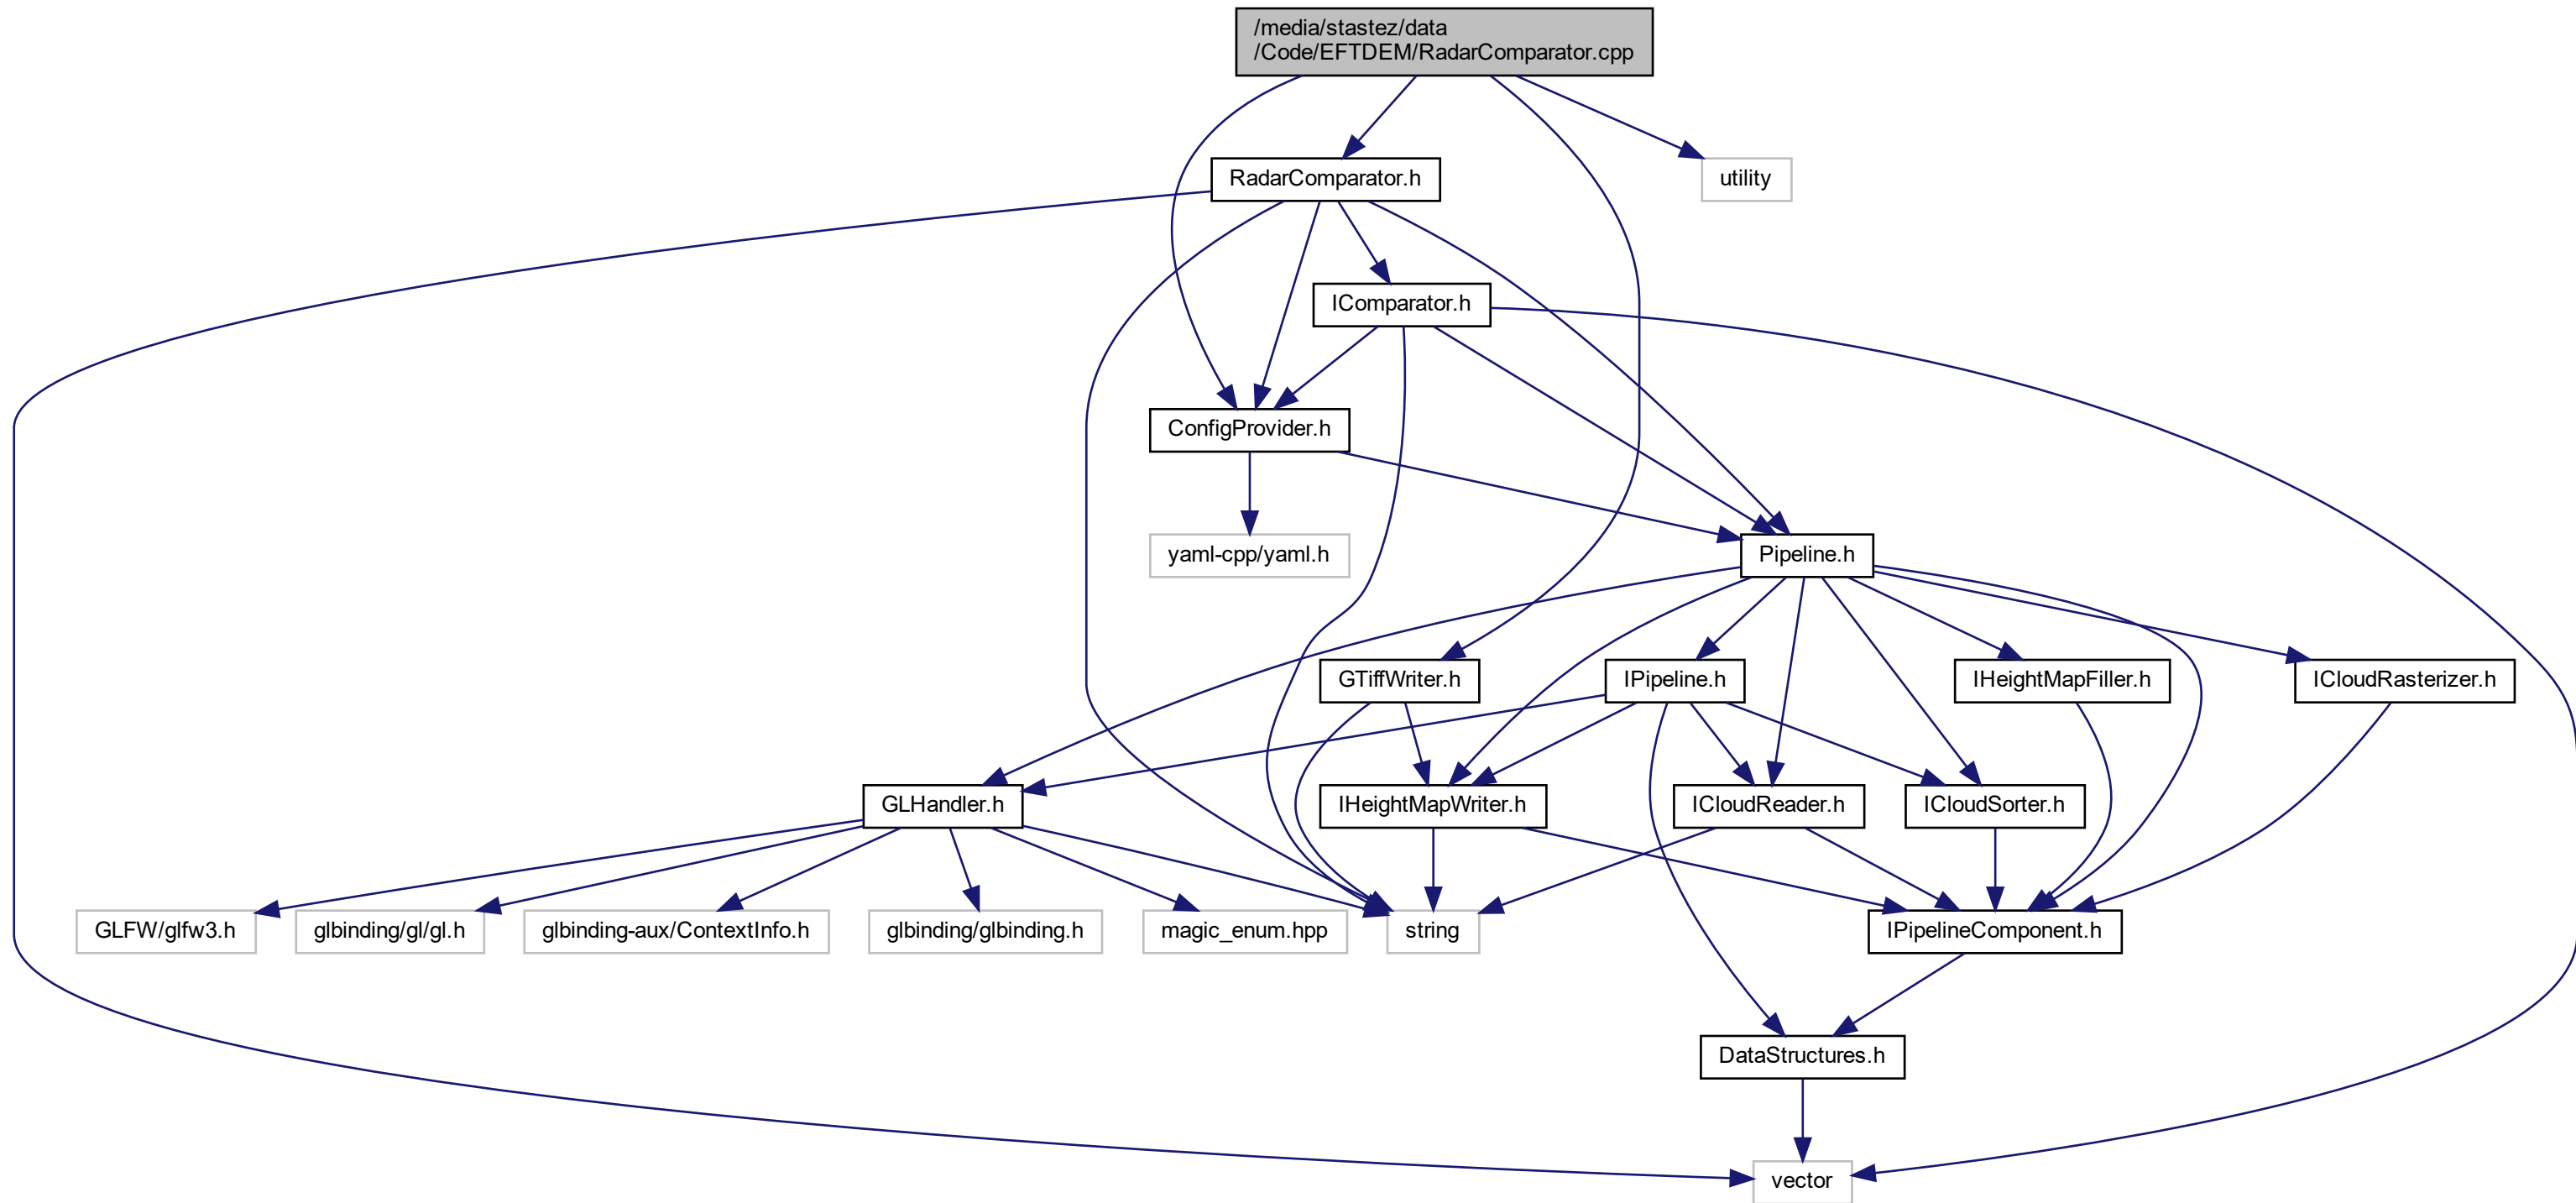 /media/stastez/data
/Code/EFTDEM/RadarComparator.cpp
RadarComparator.h
utility
IComparator.h
ConfigProvider.h
yaml-cpp/yaml.h
Pipeline.h
GTiffWriter.h
IPipeline.h
IHeightMapFiller.h
ICloudRasterizer.h
GLHandler.h
IHeightMapWriter.h
ICloudReader.h
ICloudSorter.h
GLFW/glfw3.h
glbinding/gl/gl.h
glbinding-aux/ContextInfo.h
glbinding/glbinding.h
magic_enum.hpp
string
IPipelineComponent.h
DataStructures.h
vector